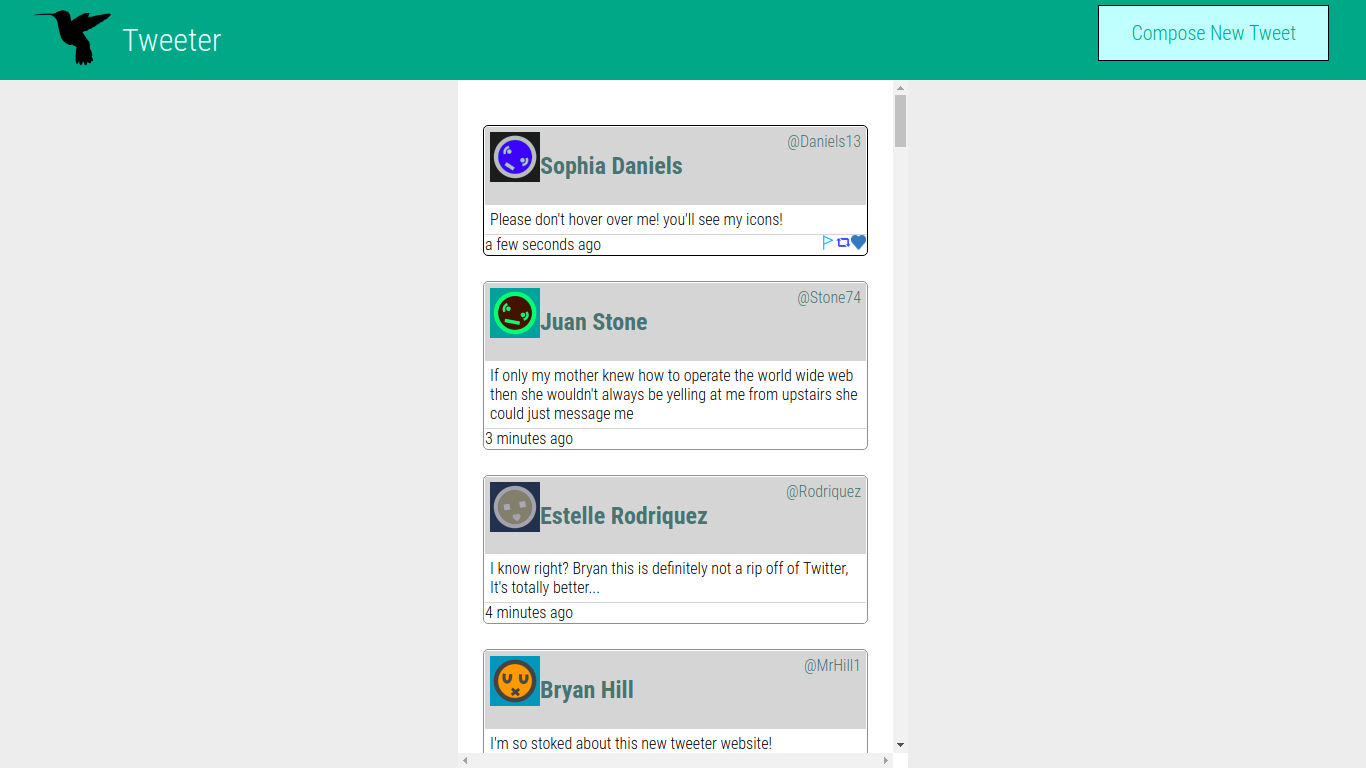 Tweeter
Compose New Tweet
@Daniels13
Sophia Daniels
Please don't hover over me! you'll see my icons!
a few seconds ago
@Stone74
Juan Stone
If only my mother knew how to operate the world wide web
then she wouldn't always be yelling at me from upstairs she
could just message me
3 minutes ago
@Rodriquez
Estelle Rodriquez
I know right? Bryan this is definitely not a rip off of Twitter,
It's totally better...
4 minutes ago
@MrHill1
Bryan Hill
I'm so stoked about this new tweeter website!